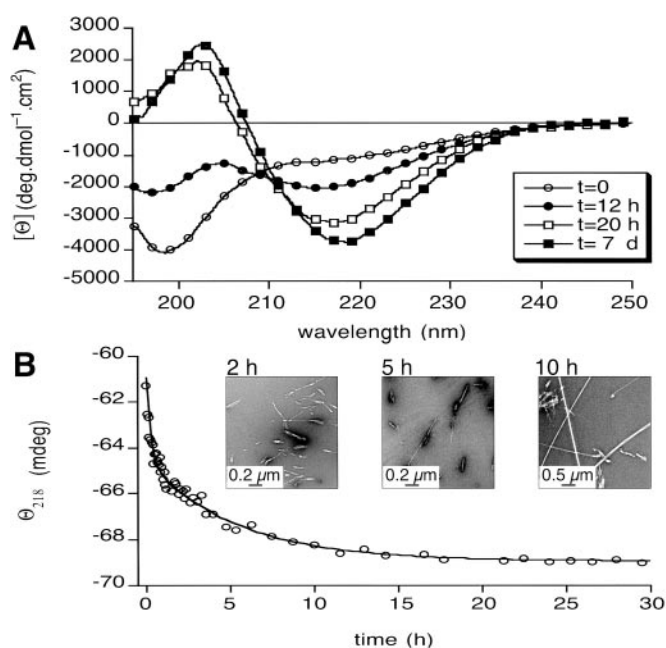 A
3000
2000
1000
0
-1000
-2000
-3000
-4000
-5000
[Θ] (deg.dmol⁻¹.cm²)
t=0
t=12 h
t=20 h
t= 7 d
200 210 220 230 240 250
wavelength (nm)
B
-60
-62
-64
-66
-68
-70
Θ₂₁₈ (mdeg)
2 h 5 h 10 h
0.2 µm 0.2 µm 0.5 µm
0 5 10 15 20 25 30
time (h)